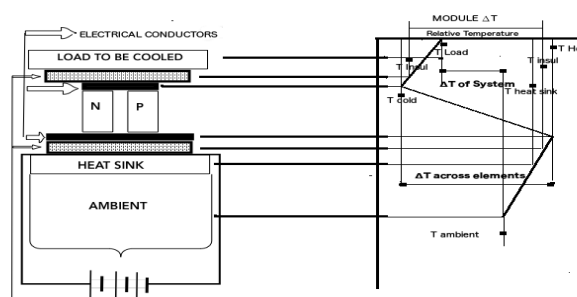 MODULE ΔT
ELECTRICAL CONDUCTORS
Relative Temperature
LOAD TO BE COOLED
T Load
T Insul
T insul
T Ho
ΔT of System
T heat sink
T cold
N P
HEAT SINK
ΔT across elements
AMBIENT
T ambient